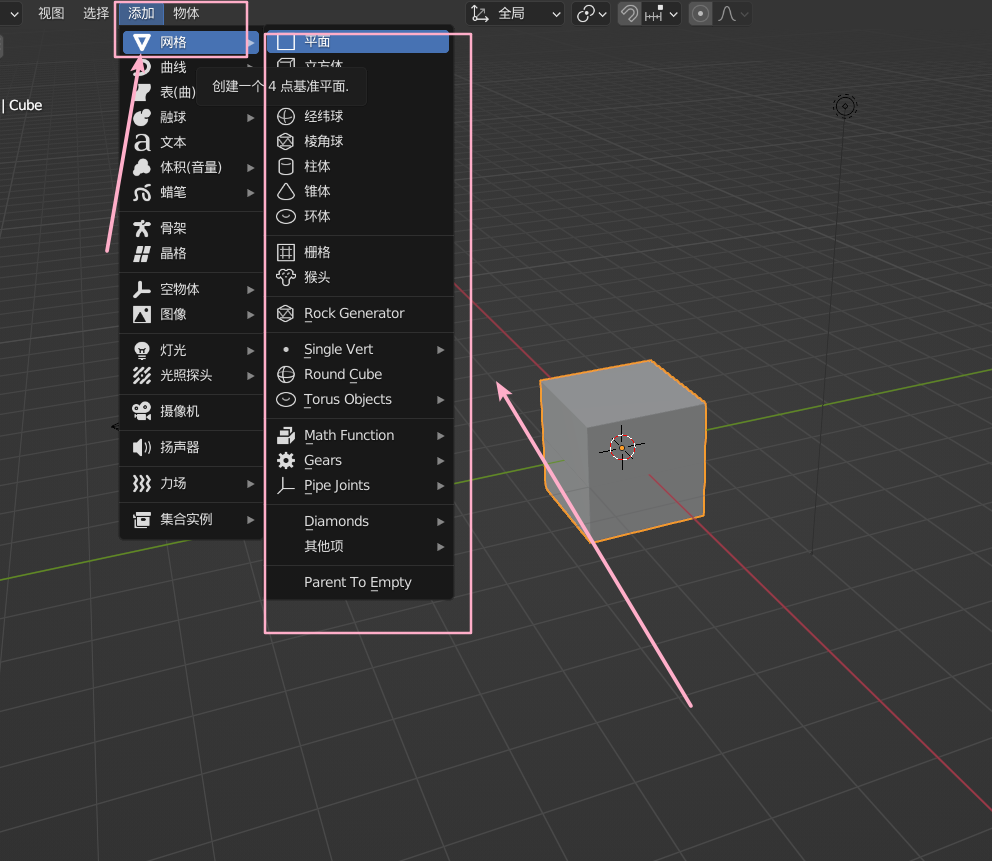 视图 选择 添加 物体 全局
网格
曲线
表(曲)
融球
文本
体积(音量)
蜡笔
骨架
晶格
空物体
图像
灯光
光照探头
摄像机
扬声器
力场
集合实例
平面
立方体
创建一个 4 点基准平面.
经纬球
棱角球
柱体
锥体
环体
栅格
猴头
Rock Generator
Single Vert
Round Cube
Torus Objects
Math Function
Gears
Pipe Joints
Diamonds
其他项
Parent To Empty
| Cube